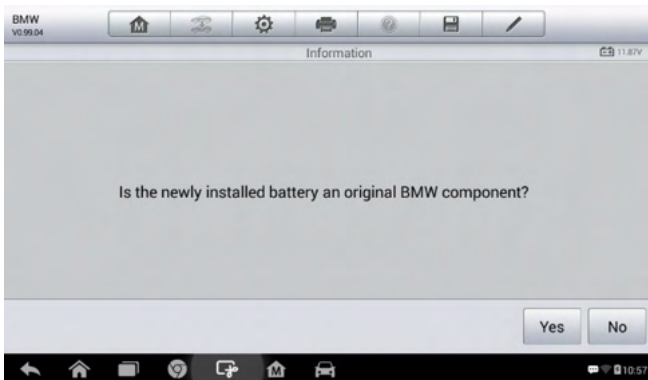 BMW
V0.99.04
M
Information
11.87V
Is the newly installed battery an original BMW component?
Yes
No
M
10:57